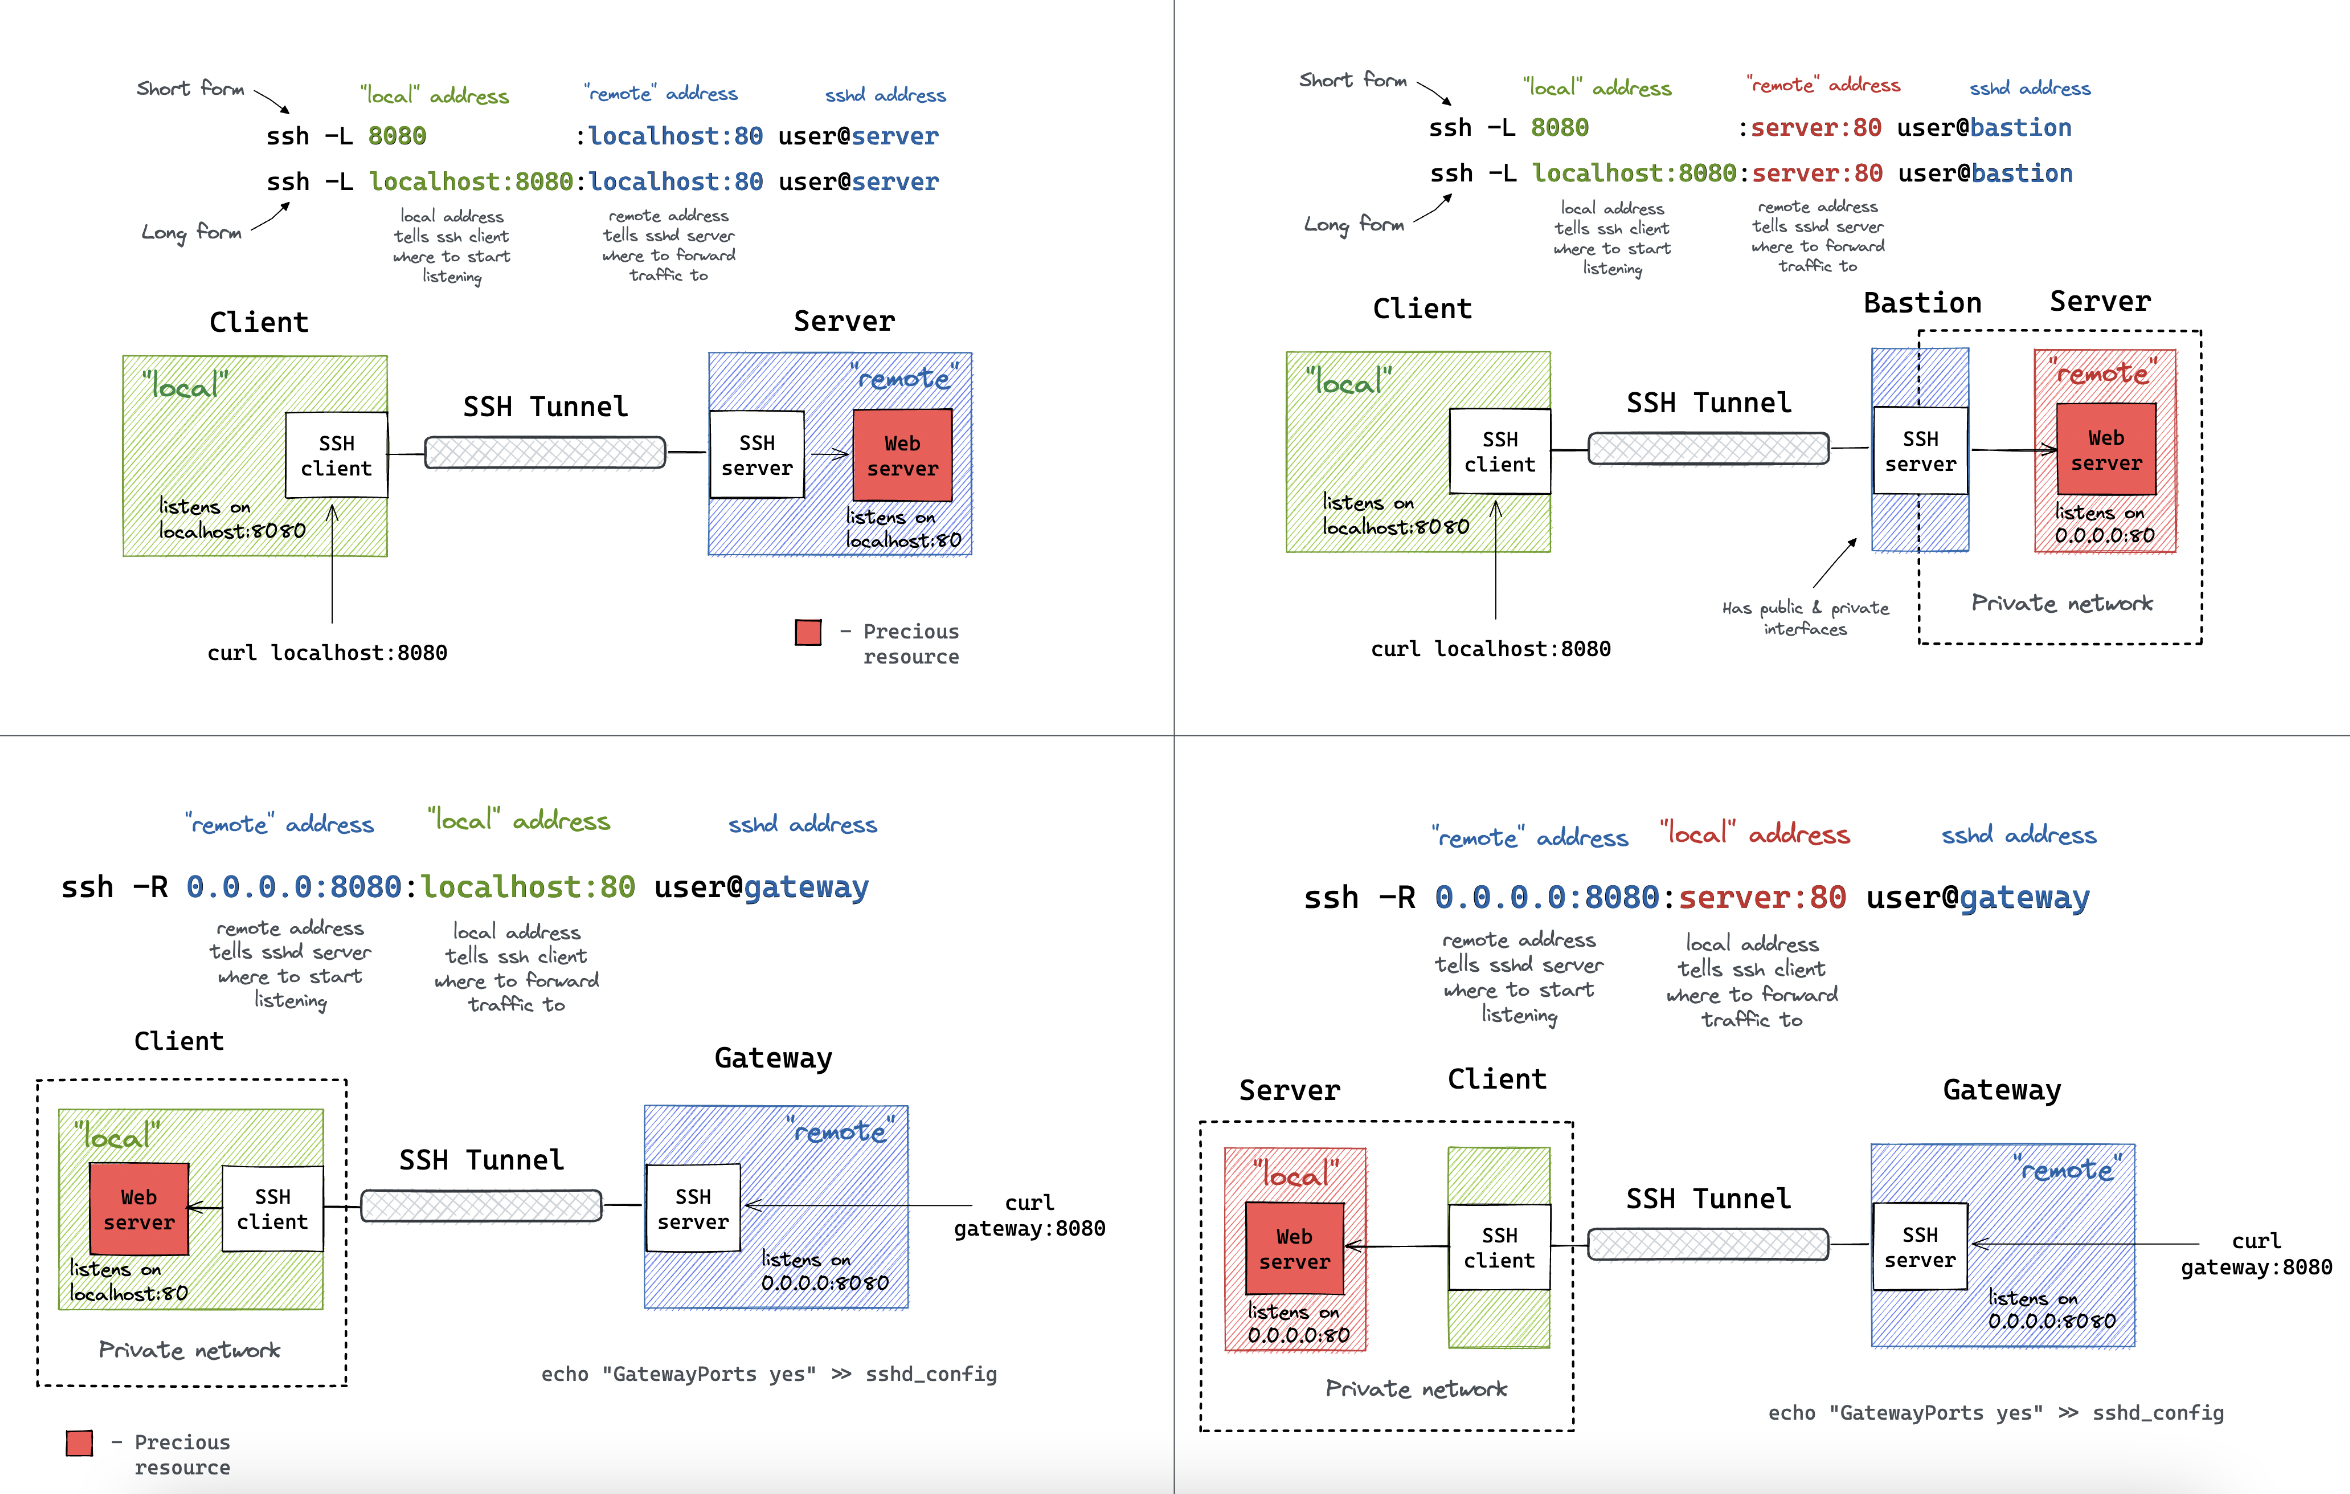 Short form
"local" address
"remote" address
sshd address
ssh -L 8080 :localhost:80 user@server
ssh -L localhost:8080:localhost:80 user@server
Long form
local address
tells ssh client
where to start
listening
remote address
tells sshd server
where to forward
traffic to
Client
Server
"local"
"remote"
SSH Tunnel
SSH
client
SSH
server
Web
server
listens on
localhost:8080
listens on
localhost:80
curl localhost:8080
- Precious
resource
Short form
"local" address
"remote" address
sshd address
ssh -L 8080 :server:80 user@bastion
ssh -L localhost:8080:server:80 user@bastion
Long form
local address
tells ssh client
where to start
listening
remote address
tells sshd server
where to forward
traffic to
Client
Bastion
Server
"local"
"remote"
SSH Tunnel
SSH
client
SSH
server
Web
server
listens on
localhost:8080
listens on
0.0.0.0:80
Has public & private
interfaces
Private network
curl localhost:8080
"remote" address
"local" address
sshd address
ssh -R 0.0.0.0:8080:localhost:80 user@gateway
remote address
tells sshd server
where to start
listening
local address
tells ssh client
where to forward
traffic to
Client
Gateway
"local"
"remote"
SSH Tunnel
Web
server
SSH
client
SSH
server
curl
gateway:8080
listens on
localhost:80
listens on
0.0.0.0:8080
Private network
echo "GatewayPorts yes" >> sshd_config
- Precious
resource
"remote" address
"local" address
sshd address
ssh -R 0.0.0.0:8080:server:80 user@gateway
remote address
tells sshd server
where to start
listening
local address
tells ssh client
where to forward
traffic to
Server
Client
Gateway
"local"
"remote"
SSH Tunnel
Web
server
SSH
client
SSH
server
curl
gateway:8080
listens on
0.0.0.0:80
listens on
0.0.0.0:8080
Private network
echo "GatewayPorts yes" >> sshd_config